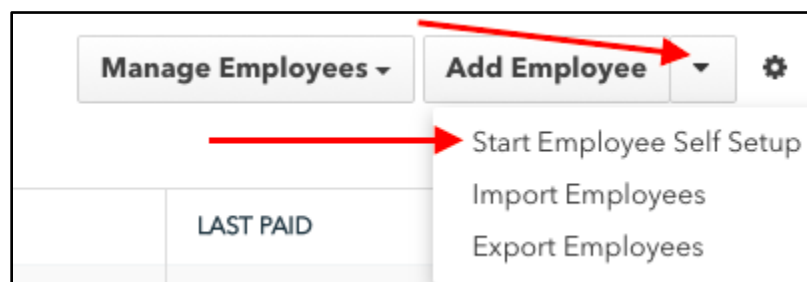 Manage Employees Add Employee
Start Employee Self Setup
Import Employees
LAST PAID
Export Employees